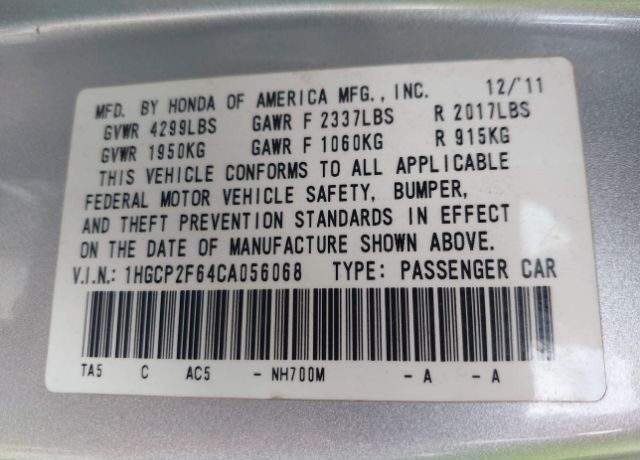 MFD. BY HONDA OF AMERICA MFG., INC. 12/'11
GVWR 4299LBS GAWR F 2337LBS R 2017LBS
GVWR 1950KG GAWR F 1060KG R 915KG
THIS VEHICLE CONFORMS TO ALL APPLICABLE
FEDERAL MOTOR VEHICLE SAFETY, BUMPER,
AND THEFT PREVENTION STANDARDS IN EFFECT
ON THE DATE OF MANUFACTURE SHOWN ABOVE.
V.I.N.: 1HGCP2F64CA056068 TYPE: PASSENGER CAR
TA5 C AC5 - NH700M - A - A